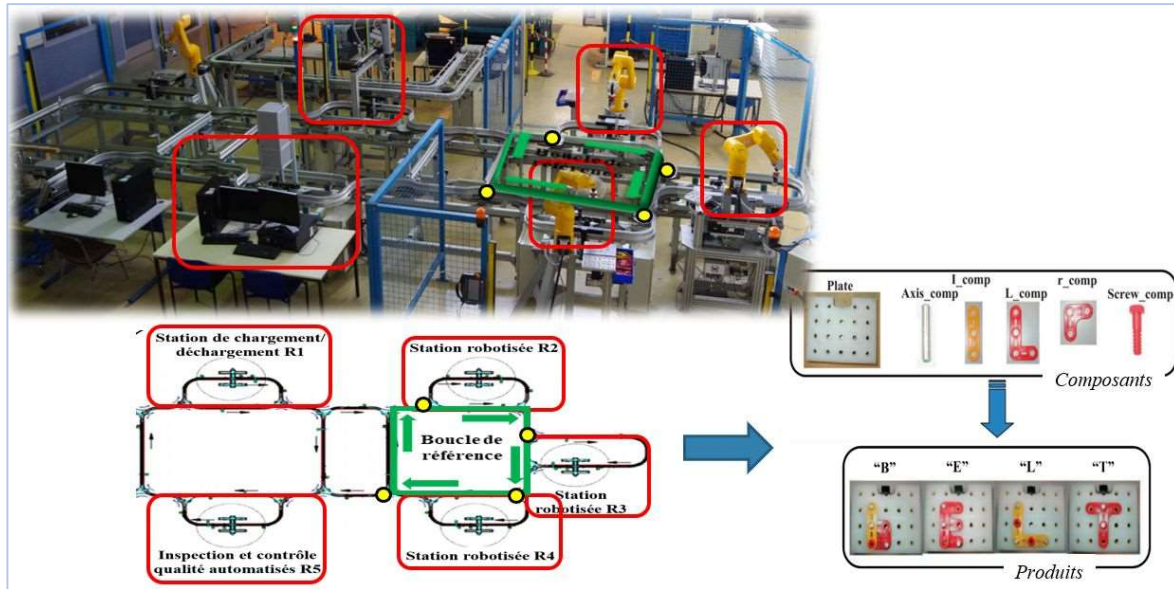 Station de chargement/
déchargement R1
Station robotisée R2
Boucle de
référence
Station
robotisée R3
Inspection et contrôle
qualité automatisés R5
Station robotisée R4
Plate
Axis_comp
I_comp
L_comp
r_comp
Screw_comp
Composants
“B”
“E”
“L”
“T”
Produits